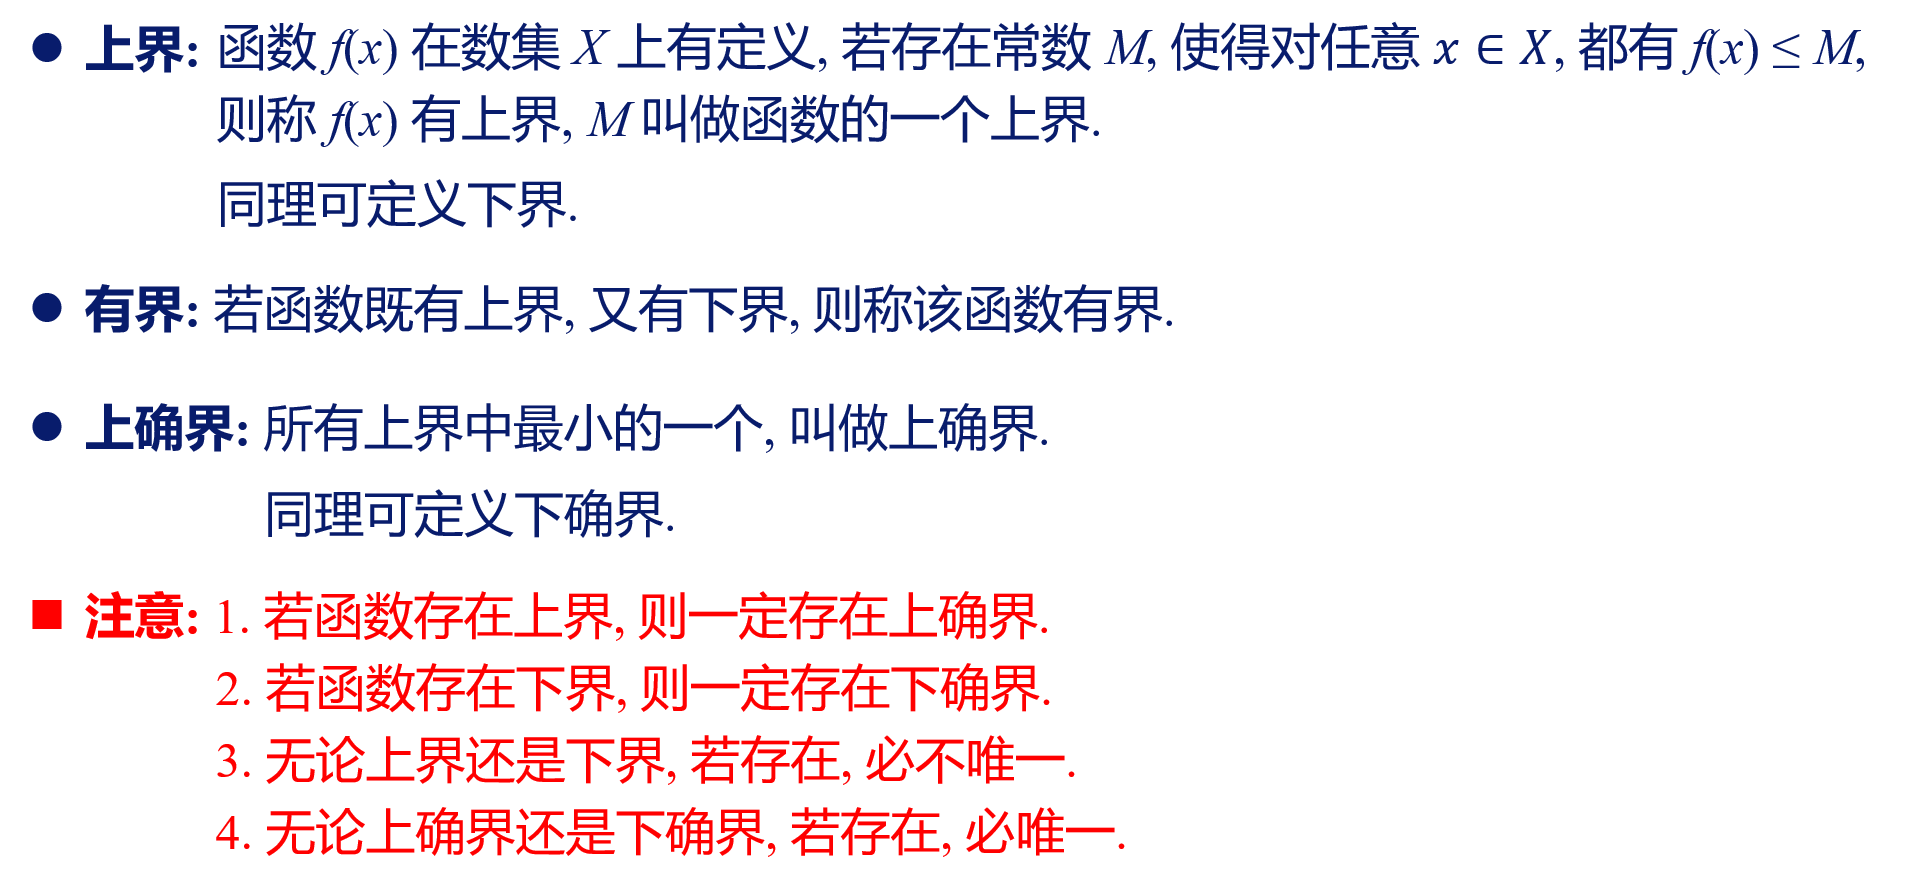 ● 上界: 函数 f(x) 在数集 X 上有定义, 若存在常数 M, 使得对任意 x ∈ X, 都有 f(x) ≤ M,
则称 f(x) 有上界, M 叫做函数的一个上界.
同理可定义下界.
● 有界: 若函数既有上界, 又有下界, 则称该函数有界.
● 上确界: 所有上界中最小的一个, 叫做上确界.
同理可定义下确界.
■ 注意: 1. 若函数存在上界, 则一定存在上确界.
2. 若函数存在下界, 则一定存在下确界.
3. 无论上界还是下界, 若存在, 必不唯一.
4. 无论上确界还是下确界, 若存在, 必唯一.